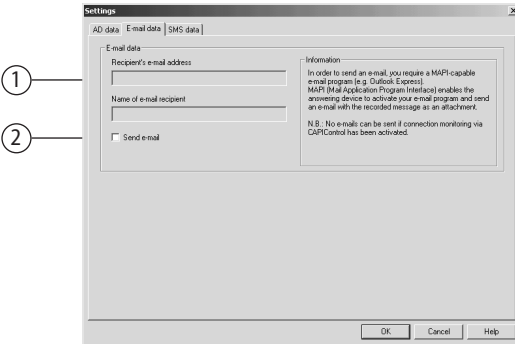 Settings
AD data E-mail data SMS data
E-mail data
Recipient's e-mail address
Name of e-mail recipient
Send e-mail
Information
In order to send an e-mail, you require a MAPI-capable
e-mail program (e.g. Outlook Express).
MAPI (Mail Application Program Interface) enables the
answering device to activate your e-mail program and send
an e-mail with the recorded message as an attachment.
N.B.: No e-mails can be sent if connection monitoring via
CAPIControl has been activated.
1
2
OK Cancel Help